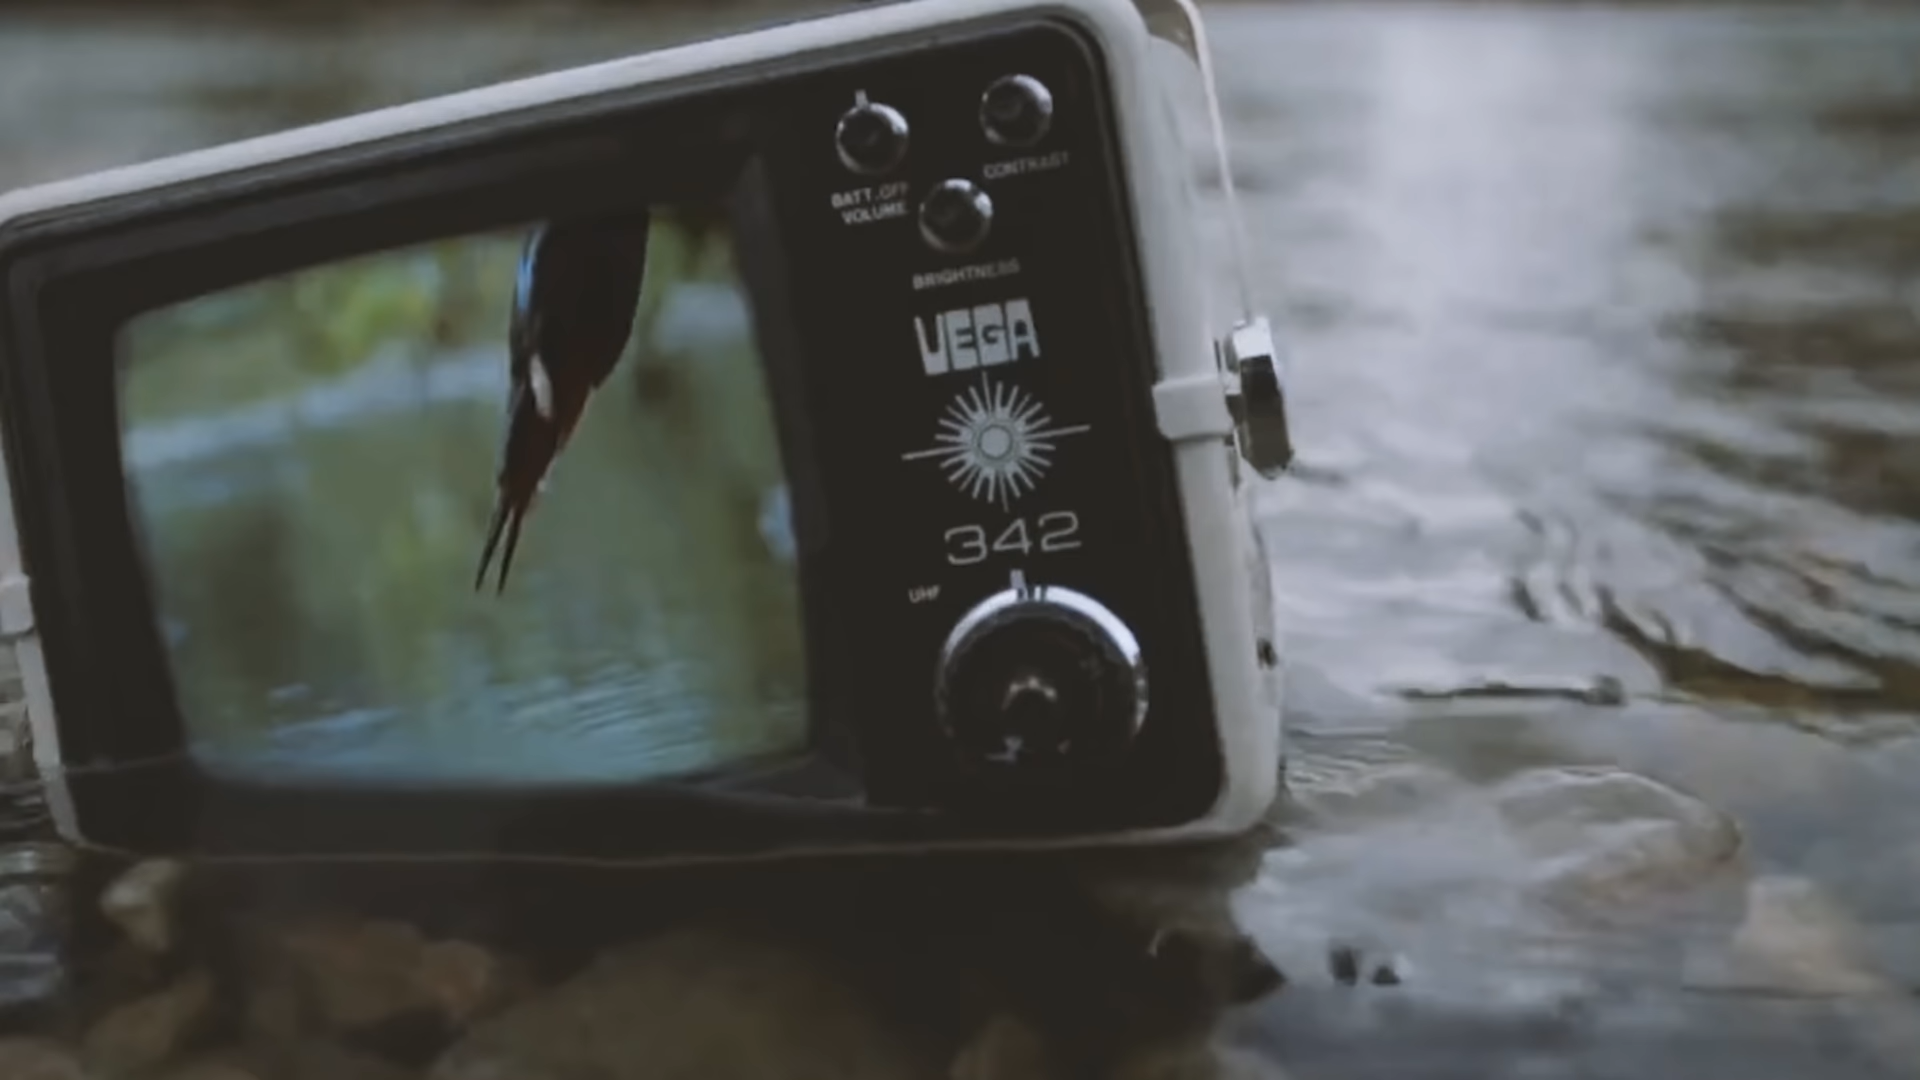 CONTRAST
BATT.OFF
VOLUME
BRIGHTNESS
VEGA
342
UHF